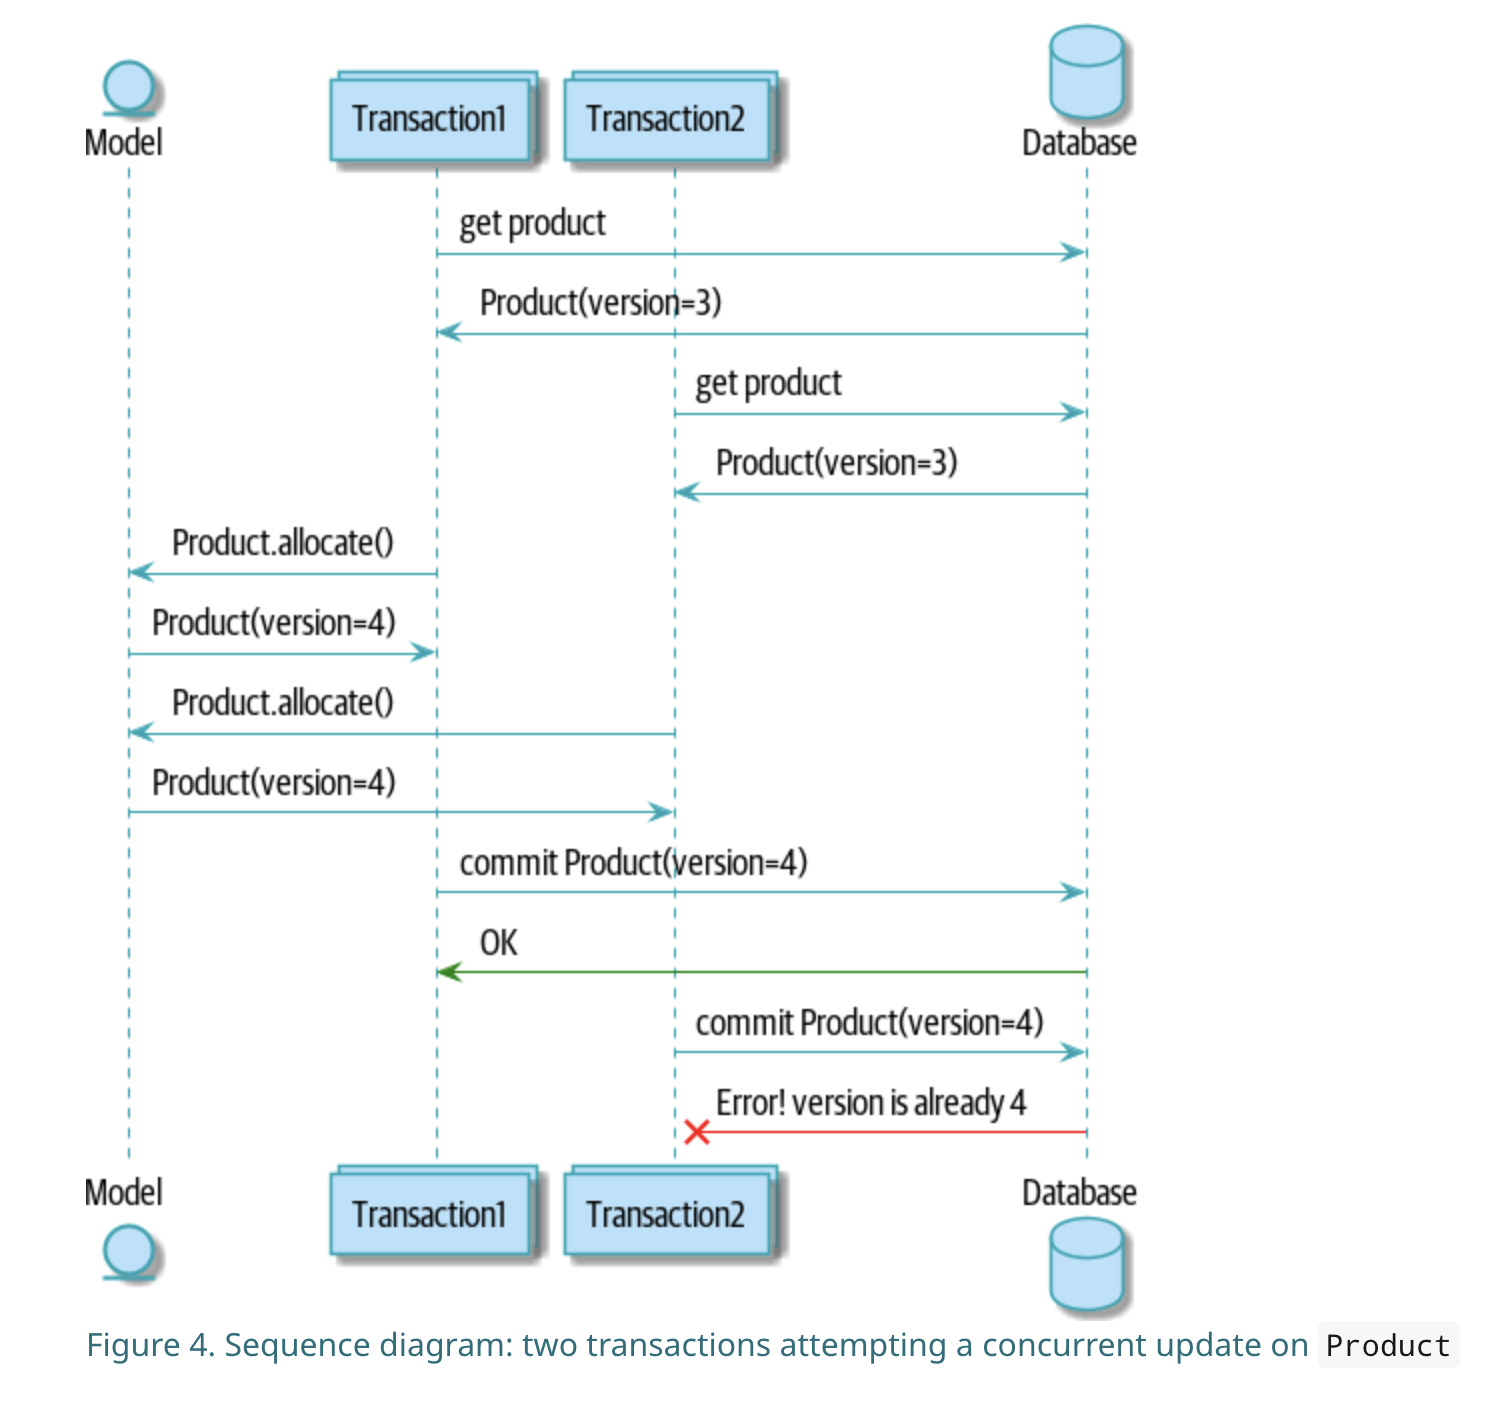 Model
Transaction1
Transaction2
Database
get product
Product(version=3)
get product
Product(version=3)
Product.allocate()
Product(version=4)
Product.allocate()
Product(version=4)
commit Product(version=4)
OK
commit Product(version=4)
Error! version is already 4
Model
Transaction1
Transaction2
Database
Figure 4. Sequence diagram: two transactions attempting a concurrent update on Product